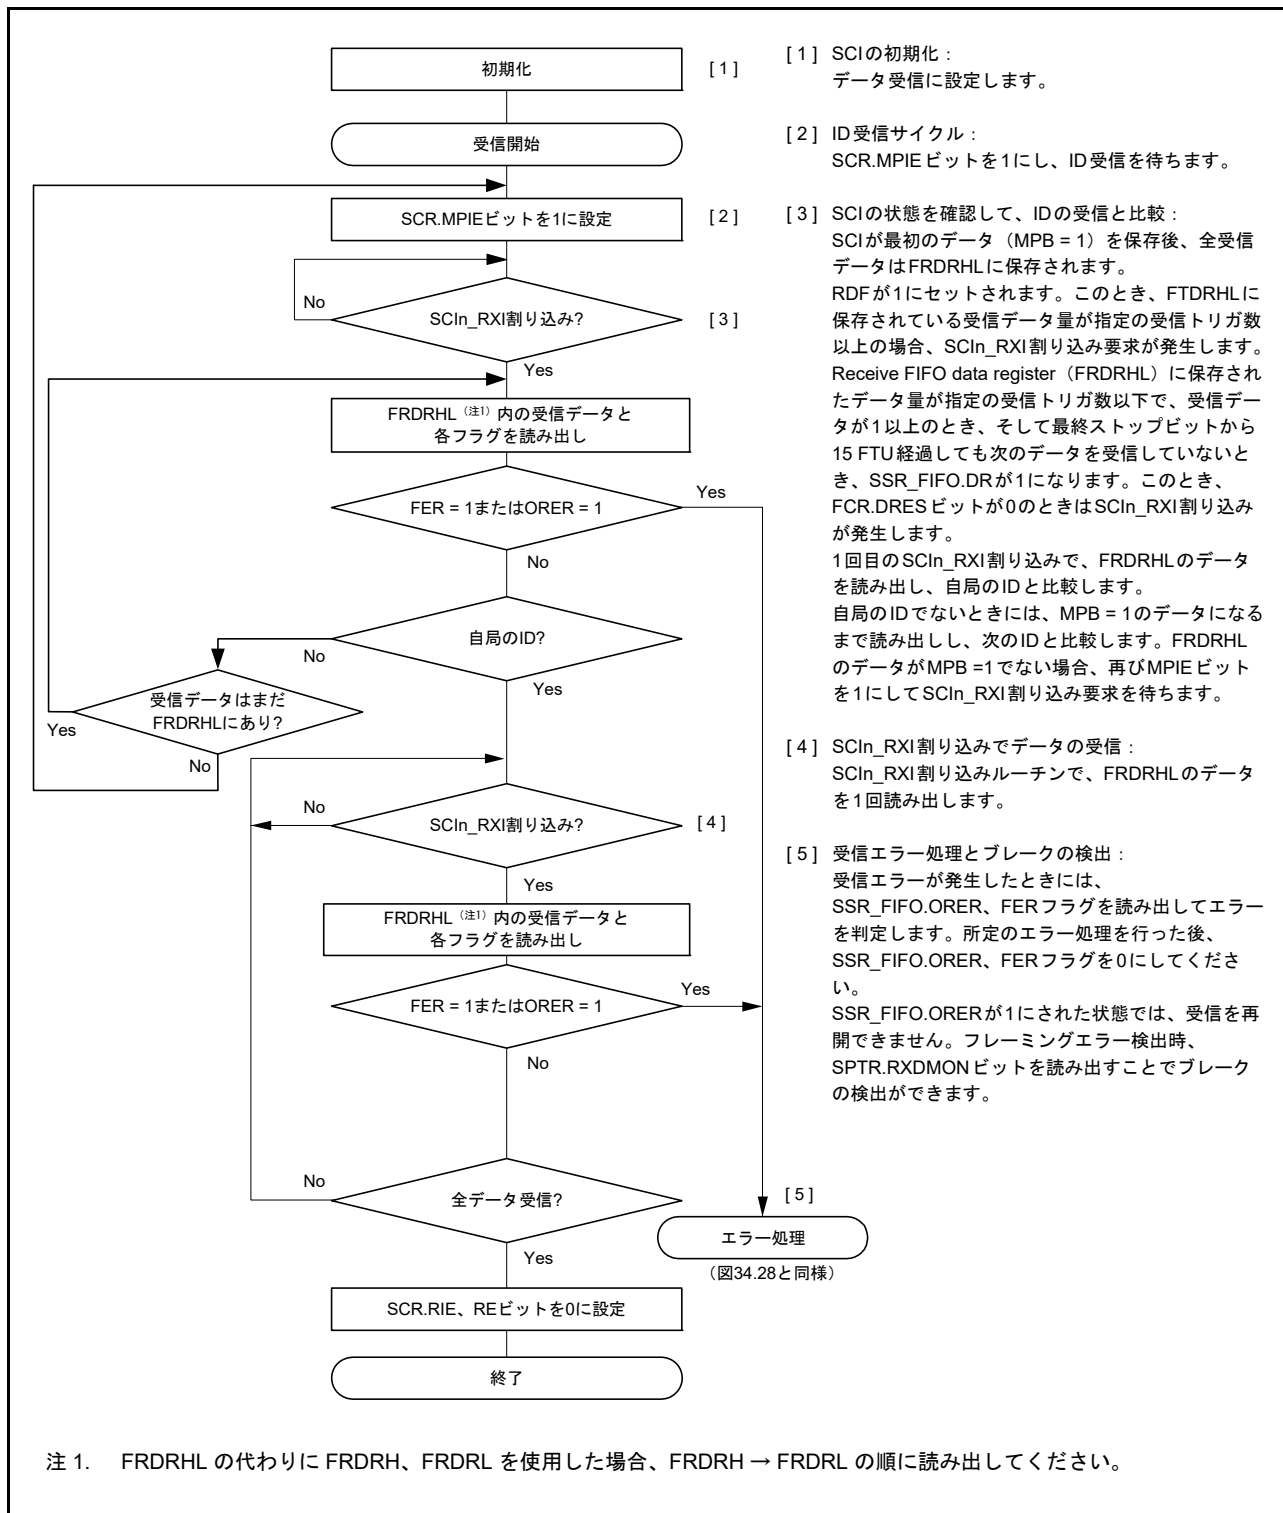 初期化
[ 1 ]
受信開始
SCR.MPIEビットを1に設定
[ 2 ]
No
SCIn_RXI割り込み?
[ 3 ]
Yes
FRDRHL（注1）内の受信データと
各フラグを読み出し
FER = 1またはORER = 1
Yes
No
自局のID?
No
Yes
受信データはまだ
FRDRHLにあり?
Yes
No
No
SCIn_RXI割り込み?
[ 4 ]
Yes
FRDRHL（注1）内の受信データと
各フラグを読み出し
FER = 1またはORER = 1
Yes
No
No
全データ受信?
[ 5 ]
エラー処理
（図34.28と同様）
Yes
SCR.RIE、REビットを0に設定
終了
[ 1 ] SCIの初期化：
データ受信に設定します。
[ 2 ] ID受信サイクル：
SCR.MPIEビットを1にし、ID受信を待ちます。
[ 3 ] SCIの状態を確認して、IDの受信と比較：
SCIが最初のデータ（MPB = 1）を保存後、全受信
データはFRDRHLに保存されます。
RDFが1にセットされます。このとき、FTDRHLに
保存されている受信データ量が指定の受信トリガ数
以上の場合、SCIn_RXI割り込み要求が発生します。
Receive FIFO data register（FRDRHL）に保存され
たデータ量が指定の受信トリガ数以下で、受信デー
タが1以上のとき、そして最終ストップビットから
15 FTU経過しても次のデータを受信していないと
き、SSR_FIFO.DRが1になります。このとき、
FCR.DRESビットが0のときはSCIn_RXI割り込み
が発生します。
1回目のSCIn_RXI割り込みで、FRDRHLのデータ
を読み出し、自局のIDと比較します。
自局のIDでないときには、MPB = 1のデータになる
まで読み出しし、次のIDと比較します。FRDRHL
のデータがMPB =1でない場合、再びMPIEビット
を1にしてSCIn_RXI割り込み要求を待ちます。
[ 4 ] SCIn_RXI割り込みでデータの受信：
SCIn_RXI割り込みルーチンで、FRDRHLのデータ
を1回読み出します。
[ 5 ] 受信エラー処理とブレークの検出：
受信エラーが発生したときには、
SSR_FIFO.ORER、FERフラグを読み出してエラー
を判定します。所定のエラー処理を行った後、
SSR_FIFO.ORER、FERフラグを0にしてくださ
い。
SSR_FIFO.ORERが1にされた状態では、受信を再
開できません。フレーミングエラー検出時、
SPTR.RXDMONビットを読み出すことでブレーク
の検出ができます。
注 1. FRDRHL の代わりに FRDRH、FRDRL を使用した場合、FRDRH → FRDRL の順に読み出してください。